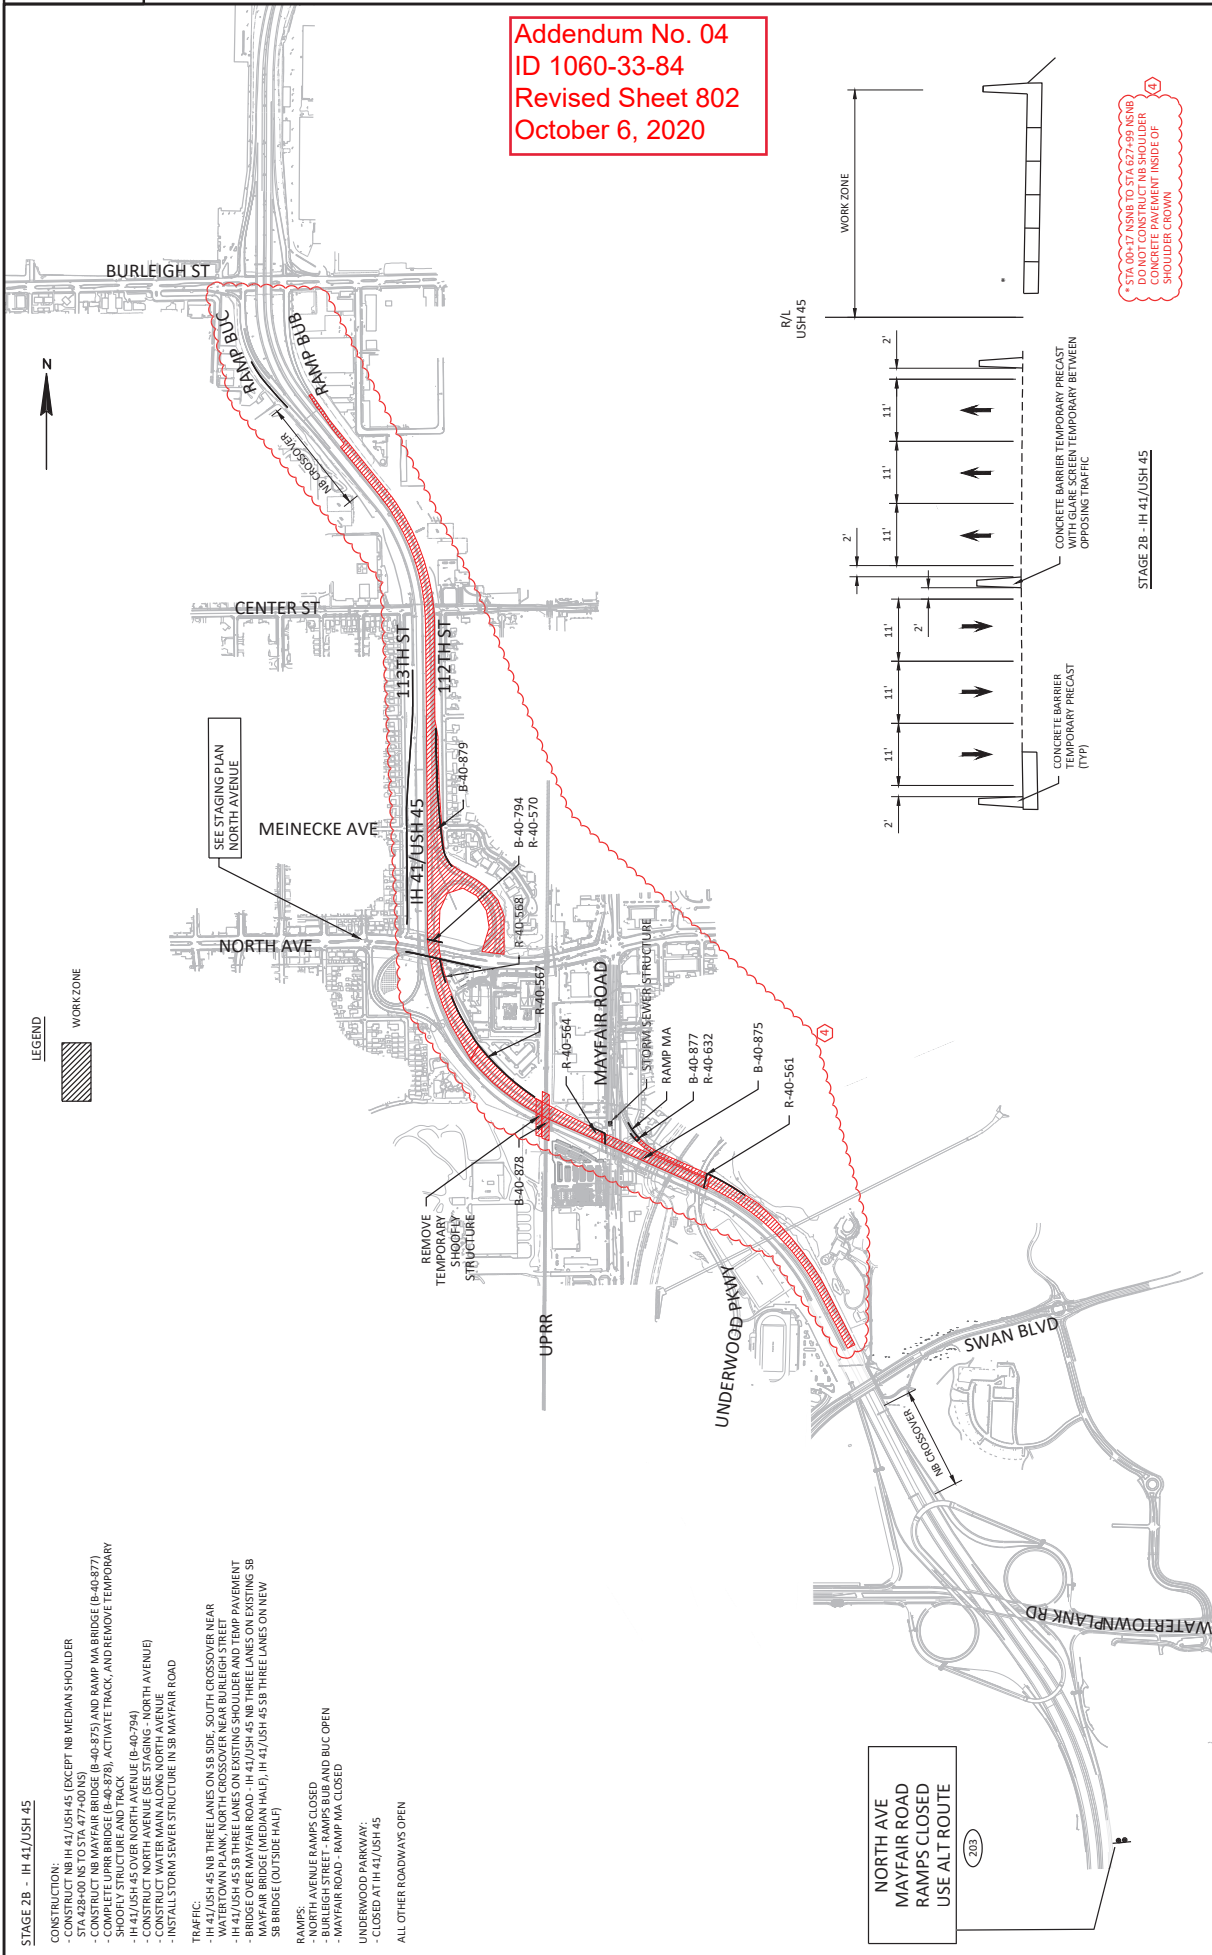 Addendum No. 04
ID 1060-33-84
Revised Sheet 802
October 6, 2020
STAGE 2B - IH 41/USH 45
CONSTRUCTION:
- CONSTRUCT NB IH 41/USH 45 (EXCEPT NB MEDIAN SHOULDER
STA 428+00 NS TO STA 477+00 NS)
- CONSTRUCT NB MAYFAIR BRIDGE (B-40-875) AND RAMP MA BRIDGE (B-40-877)
- COMPLETE UPRR BRIDGE (B-40-878), ACTIVATE TRACK, AND REMOVE TEMPORARY
SHOOFLY STRUCTURE AND TRACK
- IH 41/USH 45 OVER NORTH AVENUE (B-40-794)
- CONSTRUCT NORTH AVENUE (SEE STAGING - NORTH AVENUE)
- CONSTRUCT WATER MAIN ALONG NORTH AVENUE
- INSTALL STORM SEWER STRUCTURE IN SB MAYFAIR ROAD
TRAFFIC:
- IH 41/USH 45 NB THREE LANES ON SB SIDE, SOUTH CROSSOVER NEAR
WATERTOWN PLANK, NORTH CROSSOVER NEAR BURLEIGH STREET
- IH 41/USH 45 SB THREE LANES ON EXISTING SHOULDER AND TEMP PAVEMENT
- BRIDGE OVER MAYFAIR ROAD - IH 41/USH 45 NB THREE LANES ON EXISTING SB
MAYFAIR BRIDGE (MEDIAN HALF), IH 41/USH 45 SB THREE LANES ON NEW
SB BRIDGE (OUTSIDE HALF)
RAMPS:
- NORTH AVENUE RAMPS CLOSED
- BURLEIGH STREET - RAMPS BUB AND BUC OPEN
- MAYFAIR ROAD - RAMP MA CLOSED
UNDERWOOD PARKWAY:
- CLOSED AT IH 41/USH 45
ALL OTHER ROADWAYS OPEN
LEGEND
WORK ZONE
N
NORTH AVE
MAYFAIR ROAD
RAMPS CLOSED
USE ALT ROUTE
203
WATERTOWNPLANK RD
NB CROSSOVER
SWAN BLVD
UNDERWOOD PKWY
UPRR
REMOVE
TEMPORARY
SHOOFLY
STRUCTURE
B-40-878
R-40-561
B-40-875
B-40-877
R-40-632
RAMP MA
STORM SEWER STRUCTURE
MAYFAIR ROAD
R-40-564
R-40-567
R-40-568
B-40-794
R-40-570
B-40-879
NORTH AVE
SEE STAGING PLAN
NORTH AVENUE
MEINECKE AVE
IH 41/USH 45
113TH ST
112TH ST
CENTER ST
NB CROSSOVER
RAMP BUC
RAMP BUB
BURLEIGH ST
4
2'
11'
11'
11'
2'
2'
11'
11'
11'
2'
R/L
USH 45
WORK ZONE
*
CONCRETE BARRIER
TEMPORARY PRECAST
(TYP)
CONCRETE BARRIER TEMPORARY PRECAST
WITH GLARE SCREEN TEMPORARY BETWEEN
OPPOSING TRAFFIC
STAGE 2B - IH 41/USH 45
* STA 00+17 NSNB TO STA 627+99 NSNB
DO NOT CONSTRUCT NB SHOULDER
CONCRETE PAVEMENT INSIDE OF
SHOULDER CROWN
4